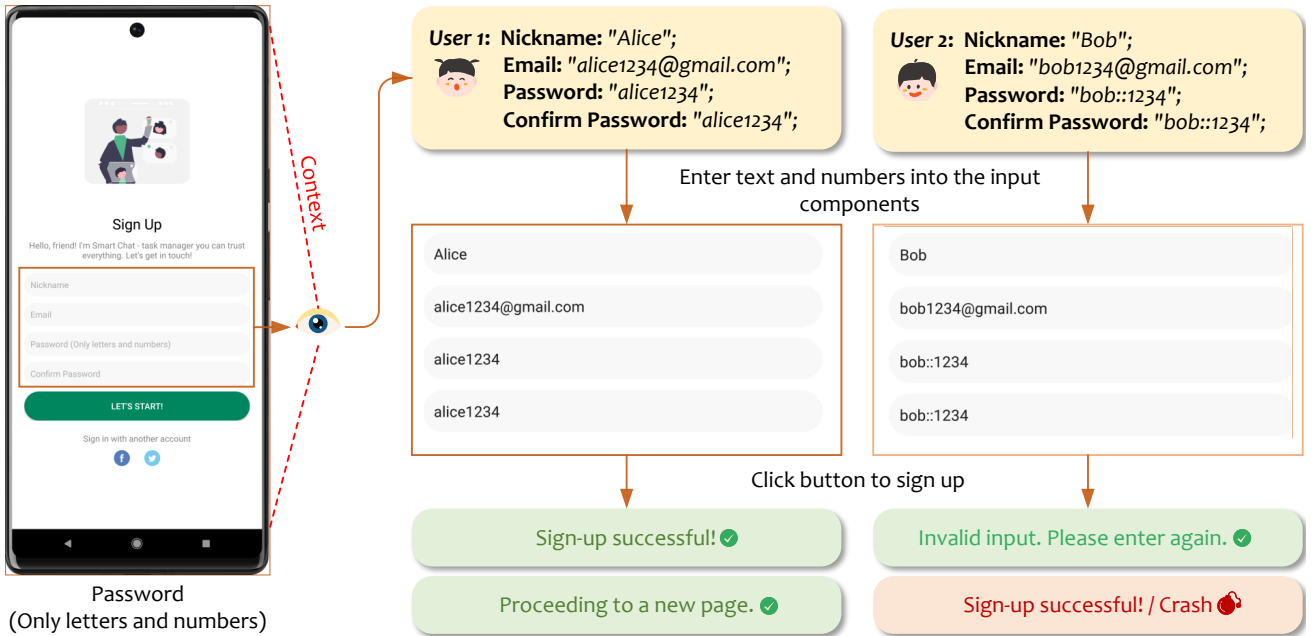 Sign Up
Hello, friend! I'm Smart Chat - task manager you can trust
everything. Let's get in touch!
Nickname
Email
Password (Only letters and numbers)
Confirm Password
LET'S START!
Sign in with another account
f
Password
(Only letters and numbers)
Context
User 1: Nickname: "Alice";
Email: "alice1234@gmail.com";
Password: "alice1234";
Confirm Password: "alice1234";
User 2: Nickname: "Bob";
Email: "bob1234@gmail.com";
Password: "bob::1234";
Confirm Password: "bob::1234";
Enter text and numbers into the input
components
Alice
alice1234@gmail.com
alice1234
alice1234
Bob
bob1234@gmail.com
bob::1234
bob::1234
Click button to sign up
Sign-up successful!
Proceeding to a new page.
Invalid input. Please enter again.
Sign-up successful! / Crash